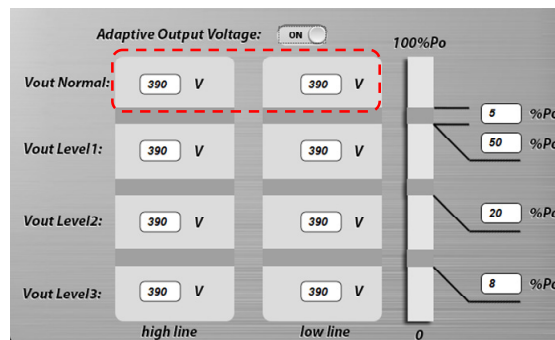 Adaptive Output Voltage: ON
100%Po
Vout Normal: 390 V 390 V
5 %Po
Vout Level1: 390 V 390 V
50 %Po
Vout Level2: 390 V 390 V
20 %Po
Vout Level3: 390 V 390 V
8 %Po
high line low line 0